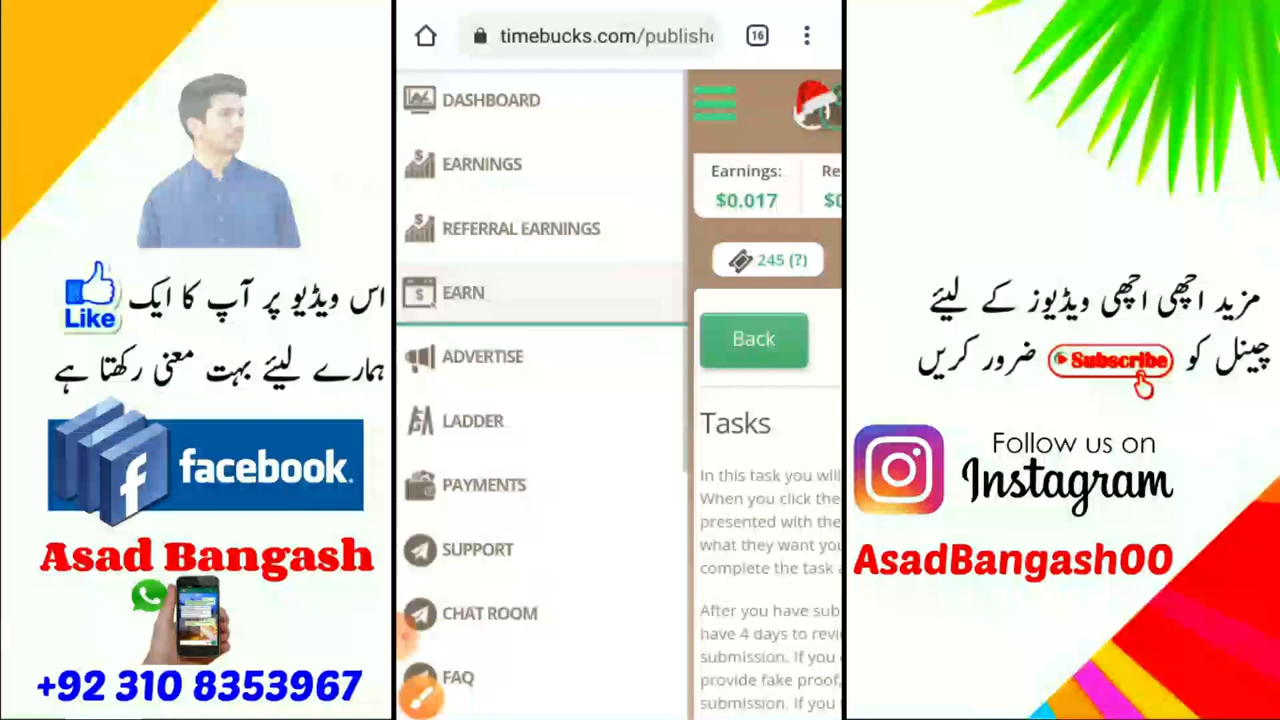 اس ویڈیو پر آپ کا ایک
Like
ہمارے لیئے بہت معنی رکھتا ہے
f facebook.
Asad Bangash
+92 310 8353967
timebucks.com/publishe
16
DASHBOARD
EARNINGS
REFERRAL EARNINGS
EARN
ADVERTISE
LADDER
PAYMENTS
SUPPORT
CHAT ROOM
FAQ
Earnings:
$0.017
Re
245 (?)
Back
Tasks
In this task you will
When you click the
presented with the
what they want you
complete the task a
After you have sub
have 4 days to revi
submission. If you
provide fake proof,
submission. If you
مزید اچھی اچھی ویڈیوز کے لیئے
چینل کو Subscribe ضرور کریں
Follow us on
Instagram
AsadBangash00